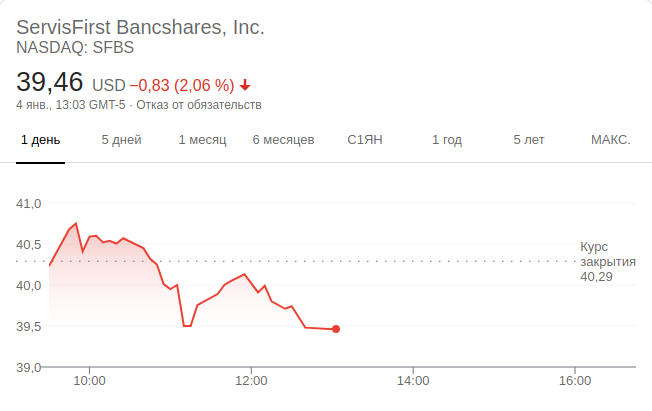 ServisFirst Bancshares, Inc.
NASDAQ: SFBS
39,46 USD −0,83 (2,06 %)
4 янв., 13:03 GMT-5 · Отказ от обязательств
1 день 5 дней 1 месяц 6 месяцев С1ЯН 1 год 5 лет МАКС.
41,0
40,5
40,0
39,5
39,0
Курс
закрытия
40,29
10:00 12:00 14:00 16:00